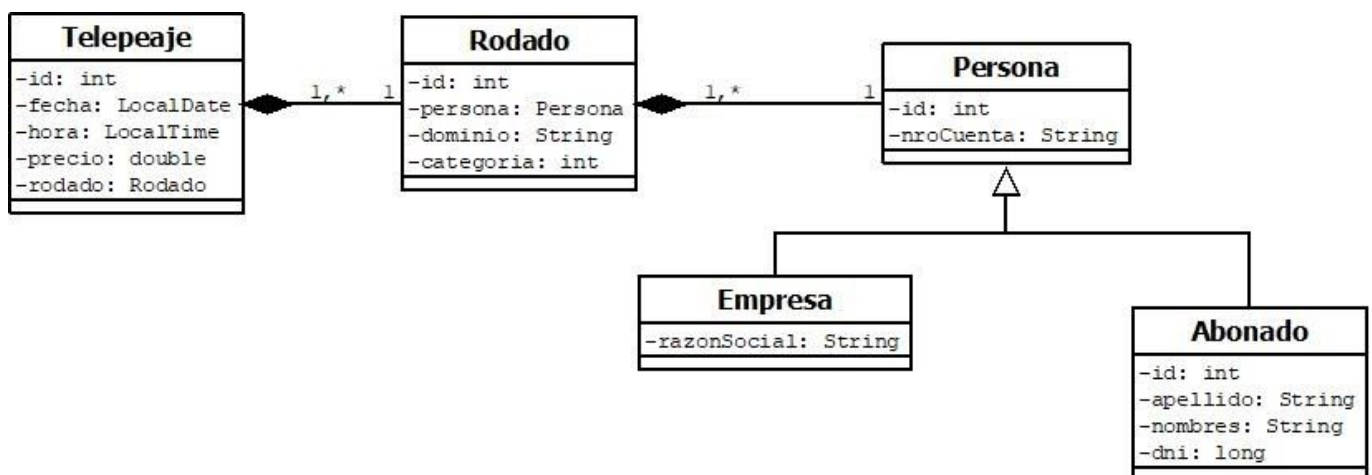 Telepeaje
-id: int
-fecha: LocalDate
-hora: LocalTime
-precio: double
-rodado: Rodado
1,* 1
Rodado
-id: int
-persona: Persona
-dominio: String
-categoria: int
1,* 1
Persona
-id: int
-nroCuenta: String
Empresa
-razonSocial: String
Abonado
-id: int
-apellido: String
-nombres: String
-dni: long